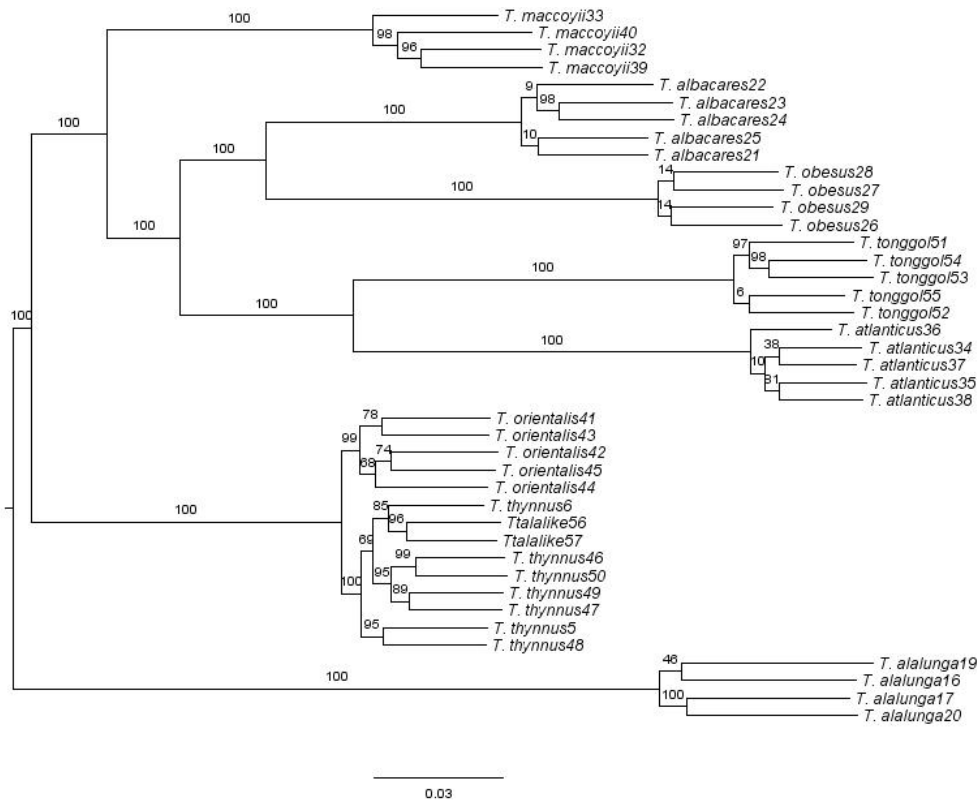 T. maccoyii33
100
98
T. maccoyii40
96
T. maccoyii32
T. maccoyii39
9
T. albacares22
98
T. albacares23
100
T. albacares24
100
10
T. albacares25
100
T. albacares21
14
T. obesus28
100
T. obesus27
14
T. obesus29
100
T. obesus26
97
T. tonggol51
98
T. tonggol54
100
T. tonggol53
6
T. tonggol55
100
T. tonggol52
100
T. atlanticus36
100
38
T. atlanticus34
10
T. atlanticus37
81
T. atlanticus35
T. atlanticus38
78
T. orientalis41
99
T. orientalis43
74
T. orientalis42
68
T. orientalis45
T. orientalis44
100
85
T. thynnus6
96
Ttalalike56
69
Ttalalike57
99
T. thynnus46
95
T. thynnus50
100
89
T. thynnus49
T. thynnus47
95
T. thynnus5
T. thynnus48
46
T. alalunga19
100
T. alalunga16
100
T. alalunga17
T. alalunga20
0.03